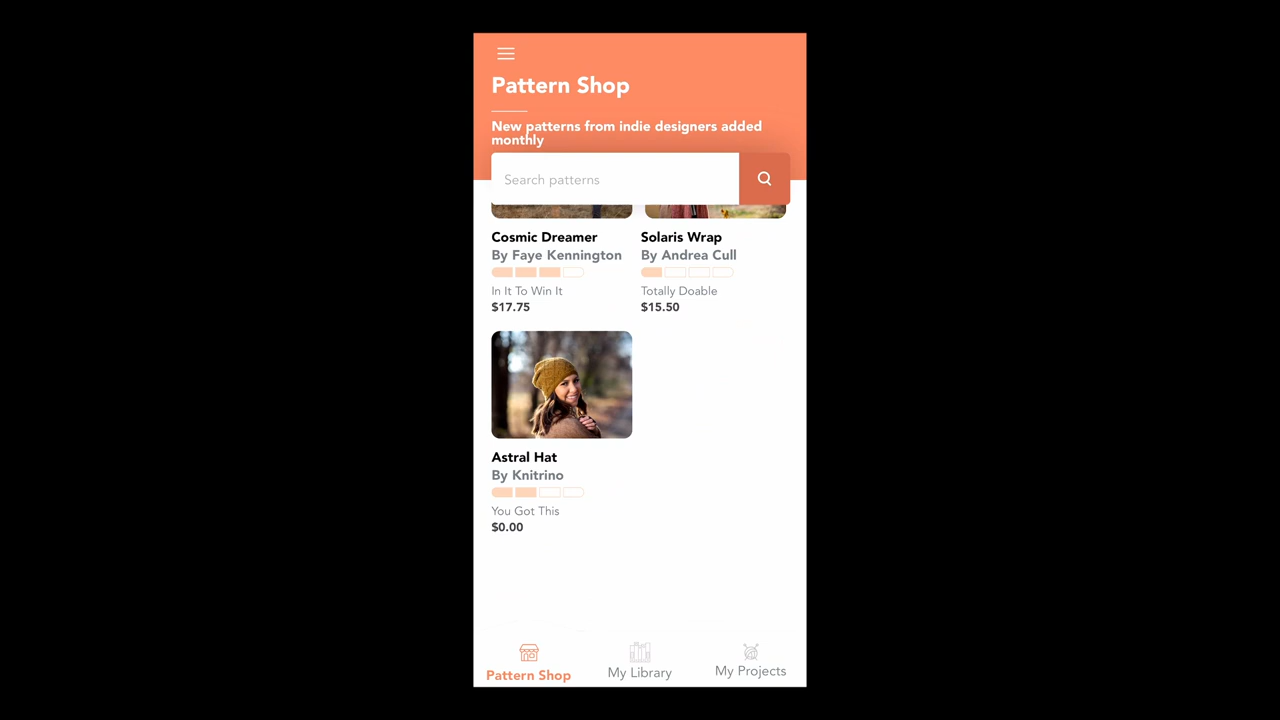 Pattern Shop
New patterns from indie designers added
monthly
Search patterns
Cosmic Dreamer
By Faye Kennington
In It To Win It
$17.75
Solaris Wrap
By Andrea Cull
Totally Doable
$15.50
Astral Hat
By Knitrino
You Got This
$0.00
Pattern Shop
My Library
My Projects